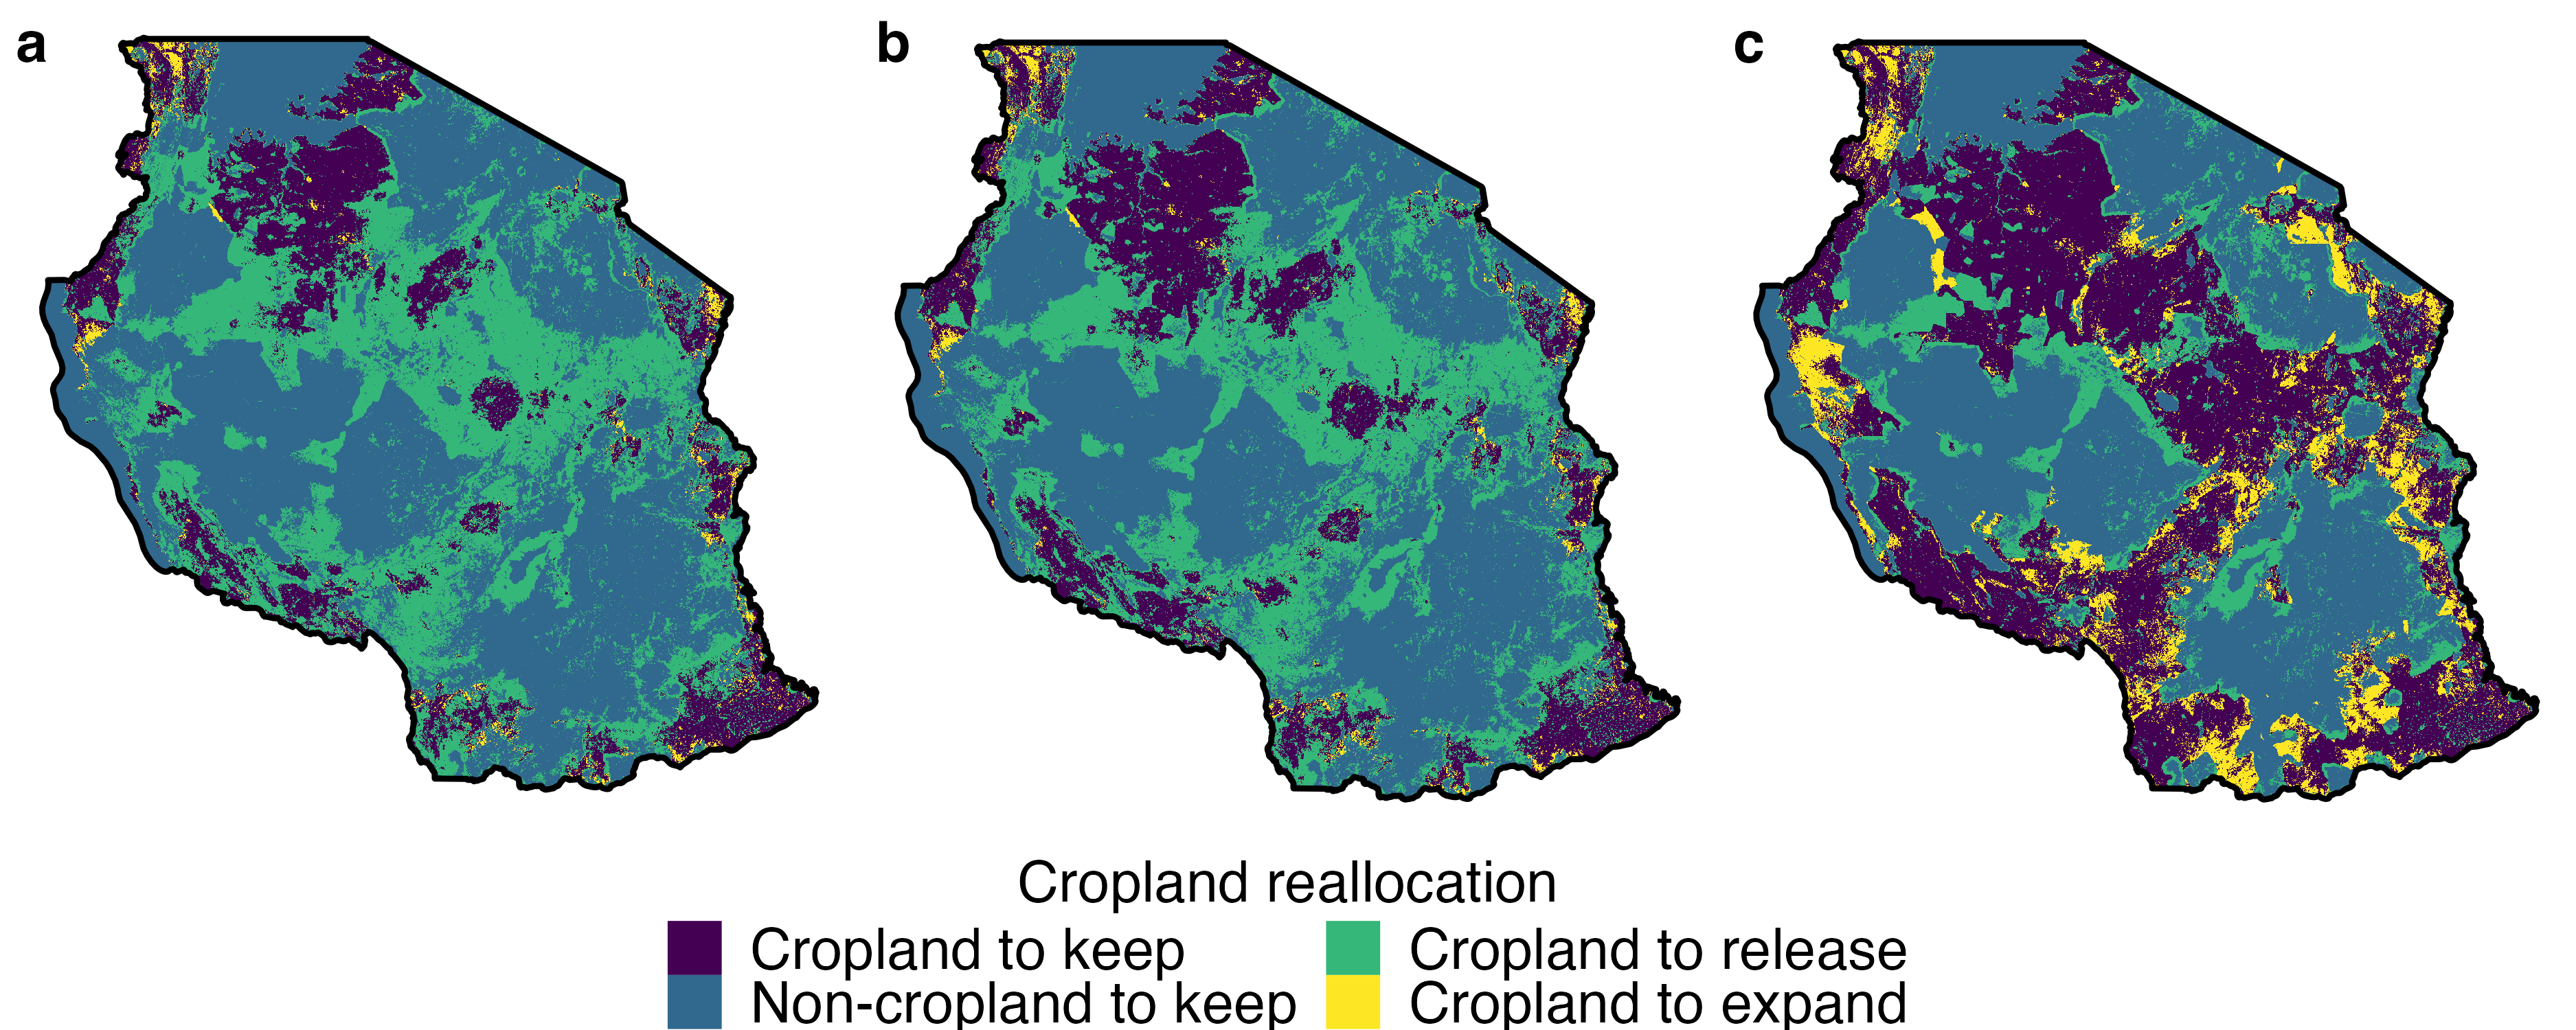 a
b
c
Cropland reallocation
Cropland to keep
Cropland to release
Non-cropland to keep
Cropland to expand